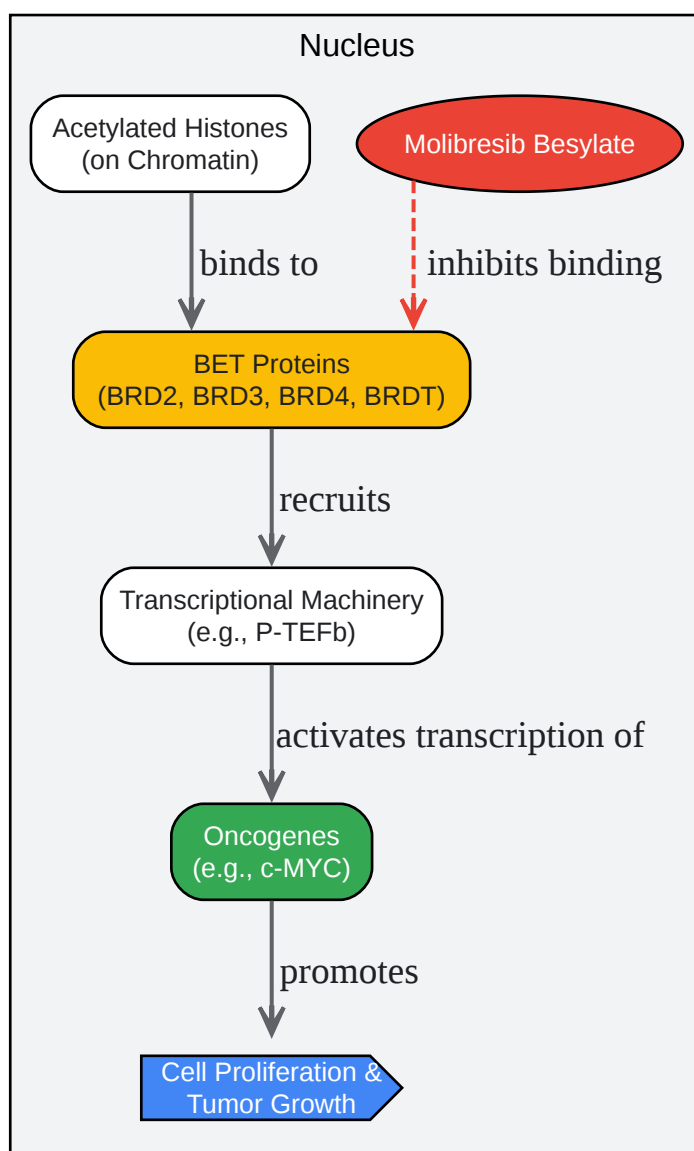 Nucleus
Acetylated Histones
(on Chromatin)
Molibresib Besylate
binds to
inhibits binding
BET Proteins
(BRD2, BRD3, BRD4, BRDT)
recruits
Transcriptional Machinery
(e.g., P-TEFb)
activates transcription of
Oncogenes
(e.g., c-MYC)
promotes
Cell Proliferation &
Tumor Growth